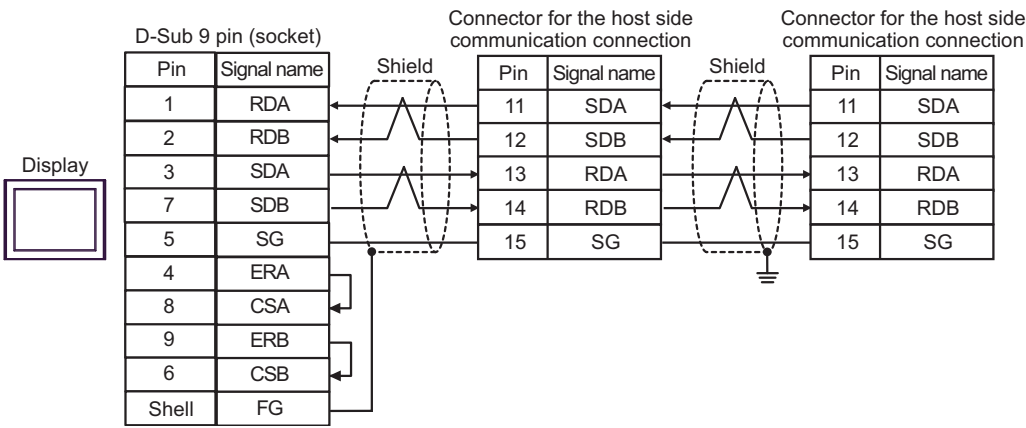 Connector for the host side
communication connection
Connector for the host side
communication connection
D-Sub 9 pin (socket)
Pin Signal name
Shield
Pin Signal name
Shield
Pin Signal name
1 RDA
11 SDA
11 SDA
2 RDB
12 SDB
12 SDB
Display
3 SDA
13 RDA
13 RDA
7 SDB
14 RDB
14 RDB
5 SG
15 SG
15 SG
4 ERA
8 CSA
9 ERB
6 CSB
Shell FG